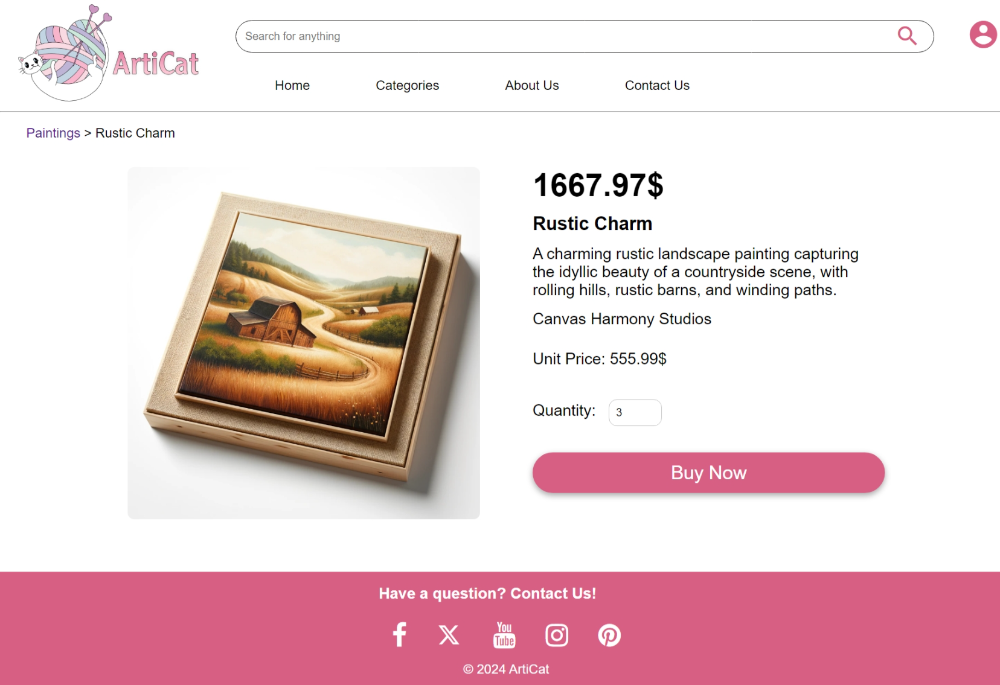 ArtiCat
Search for anything
Home Categories About Us Contact Us
Paintings > Rustic Charm
1667.97$
Rustic Charm
A charming rustic landscape painting capturing
the idyllic beauty of a countryside scene, with
rolling hills, rustic barns, and winding paths.
Canvas Harmony Studios
Unit Price: 555.99$
Quantity: 3
Buy Now
Have a question? Contact Us!
You
Tube
© 2024 ArtiCat